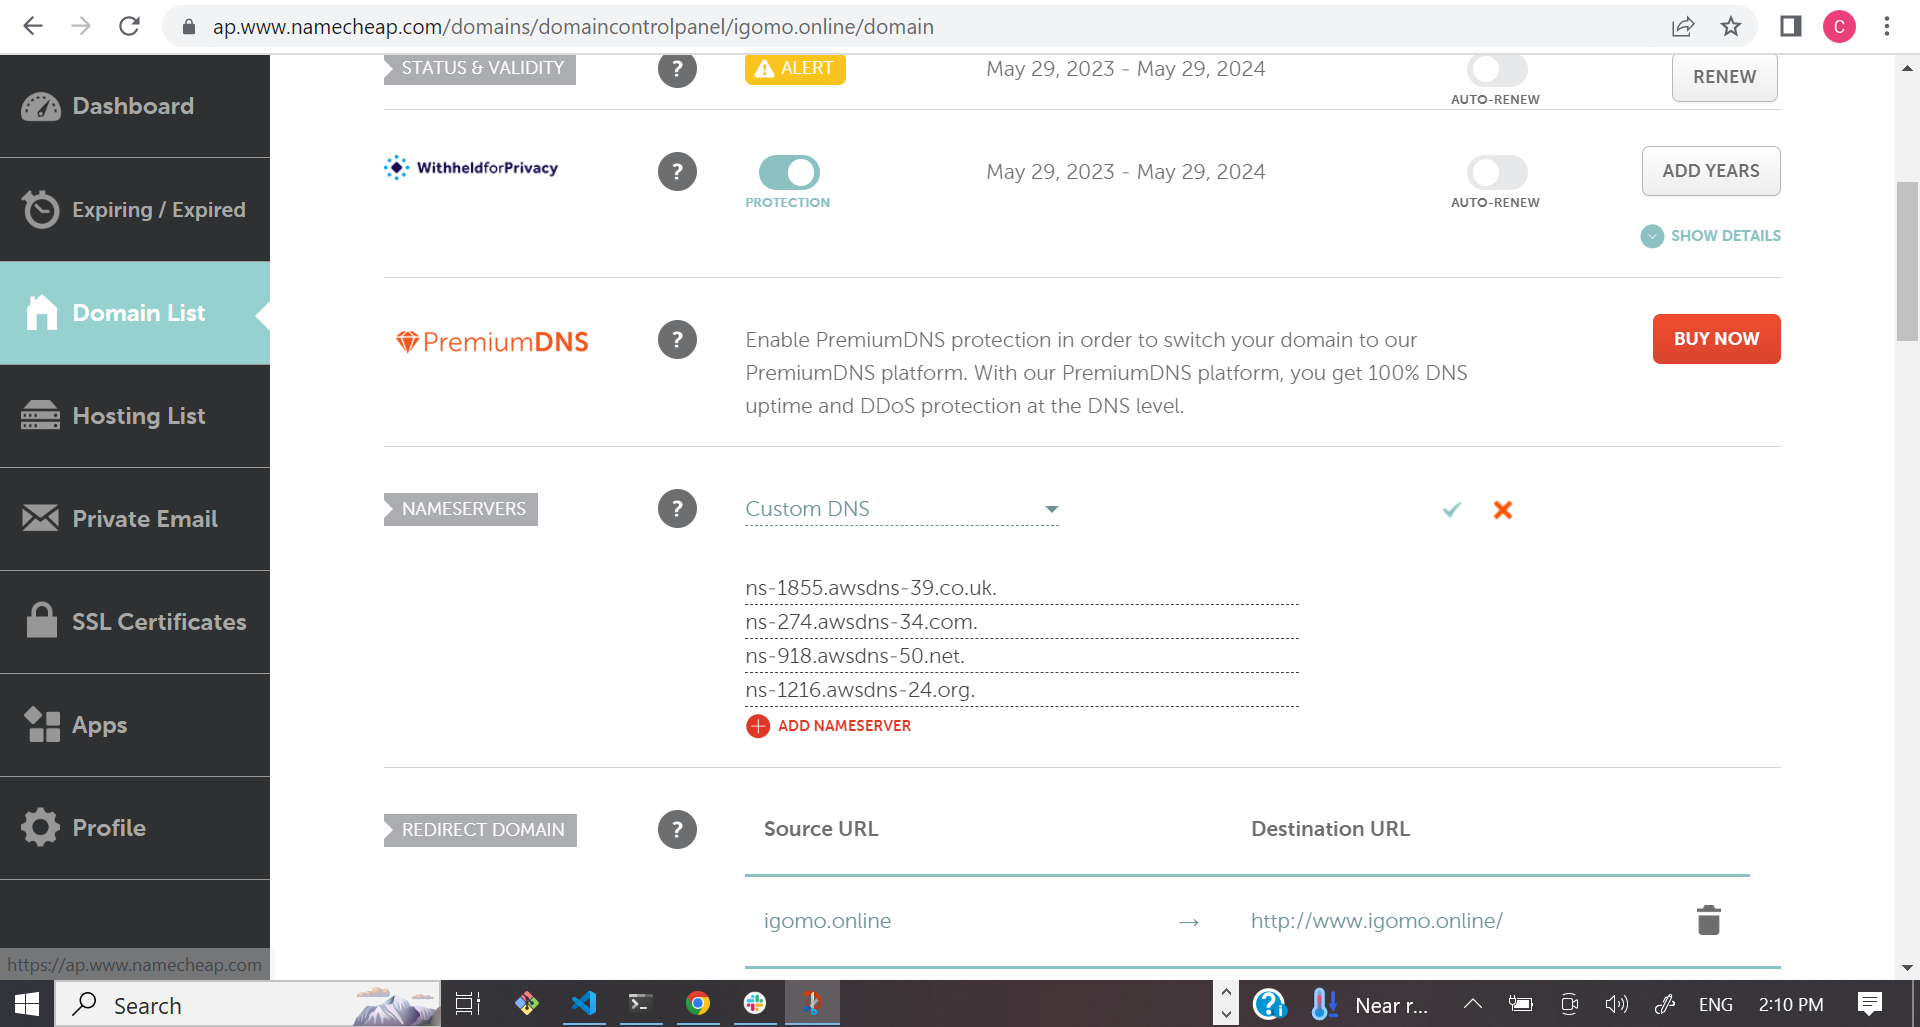 ap.www.namecheap.com/domains/domaincontrolpanel/igomo.online/domain
C
Dashboard
Expiring / Expired
Domain List
Hosting List
Private Email
SSL Certificates
Apps
Profile
https://ap.www.namecheap.com
STATUS & VALIDITY
?
ALERT
May 29, 2023 - May 29, 2024
AUTO-RENEW
RENEW
WithheldforPrivacy
?
PROTECTION
May 29, 2023 - May 29, 2024
AUTO-RENEW
ADD YEARS
SHOW DETAILS
PremiumDNS
?
Enable PremiumDNS protection in order to switch your domain to our
PremiumDNS platform. With our PremiumDNS platform, you get 100% DNS
uptime and DDoS protection at the DNS level.
BUY NOW
NAMESERVERS
?
Custom DNS
ns-1855.awsdns-39.co.uk.
ns-274.awsdns-34.com.
ns-918.awsdns-50.net.
ns-1216.awsdns-24.org.
ADD NAMESERVER
REDIRECT DOMAIN
?
Source URL
Destination URL
igomo.online
→
http://www.igomo.online/
Search
Near r...
ENG
2:10 PM